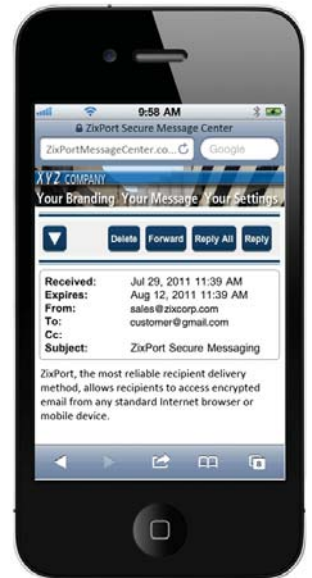 9:58 AM
ZixPort Secure Message Center
ZixPortMessageCenter.co... Google
XYZ COMPANY
Your Branding Your Message Your Settings
Delete Forward Reply All Reply
Received: Jul 29, 2011 11:39 AM
Expires: Aug 12, 2011 11:39 AM
From: sales@zixcorp.com
To: customer@gmail.com
Cc:
Subject: ZixPort Secure Messaging
ZixPort, the most reliable recipient delivery
method, allows recipients to access encrypted
email from any standard Internet browser or
mobile device.